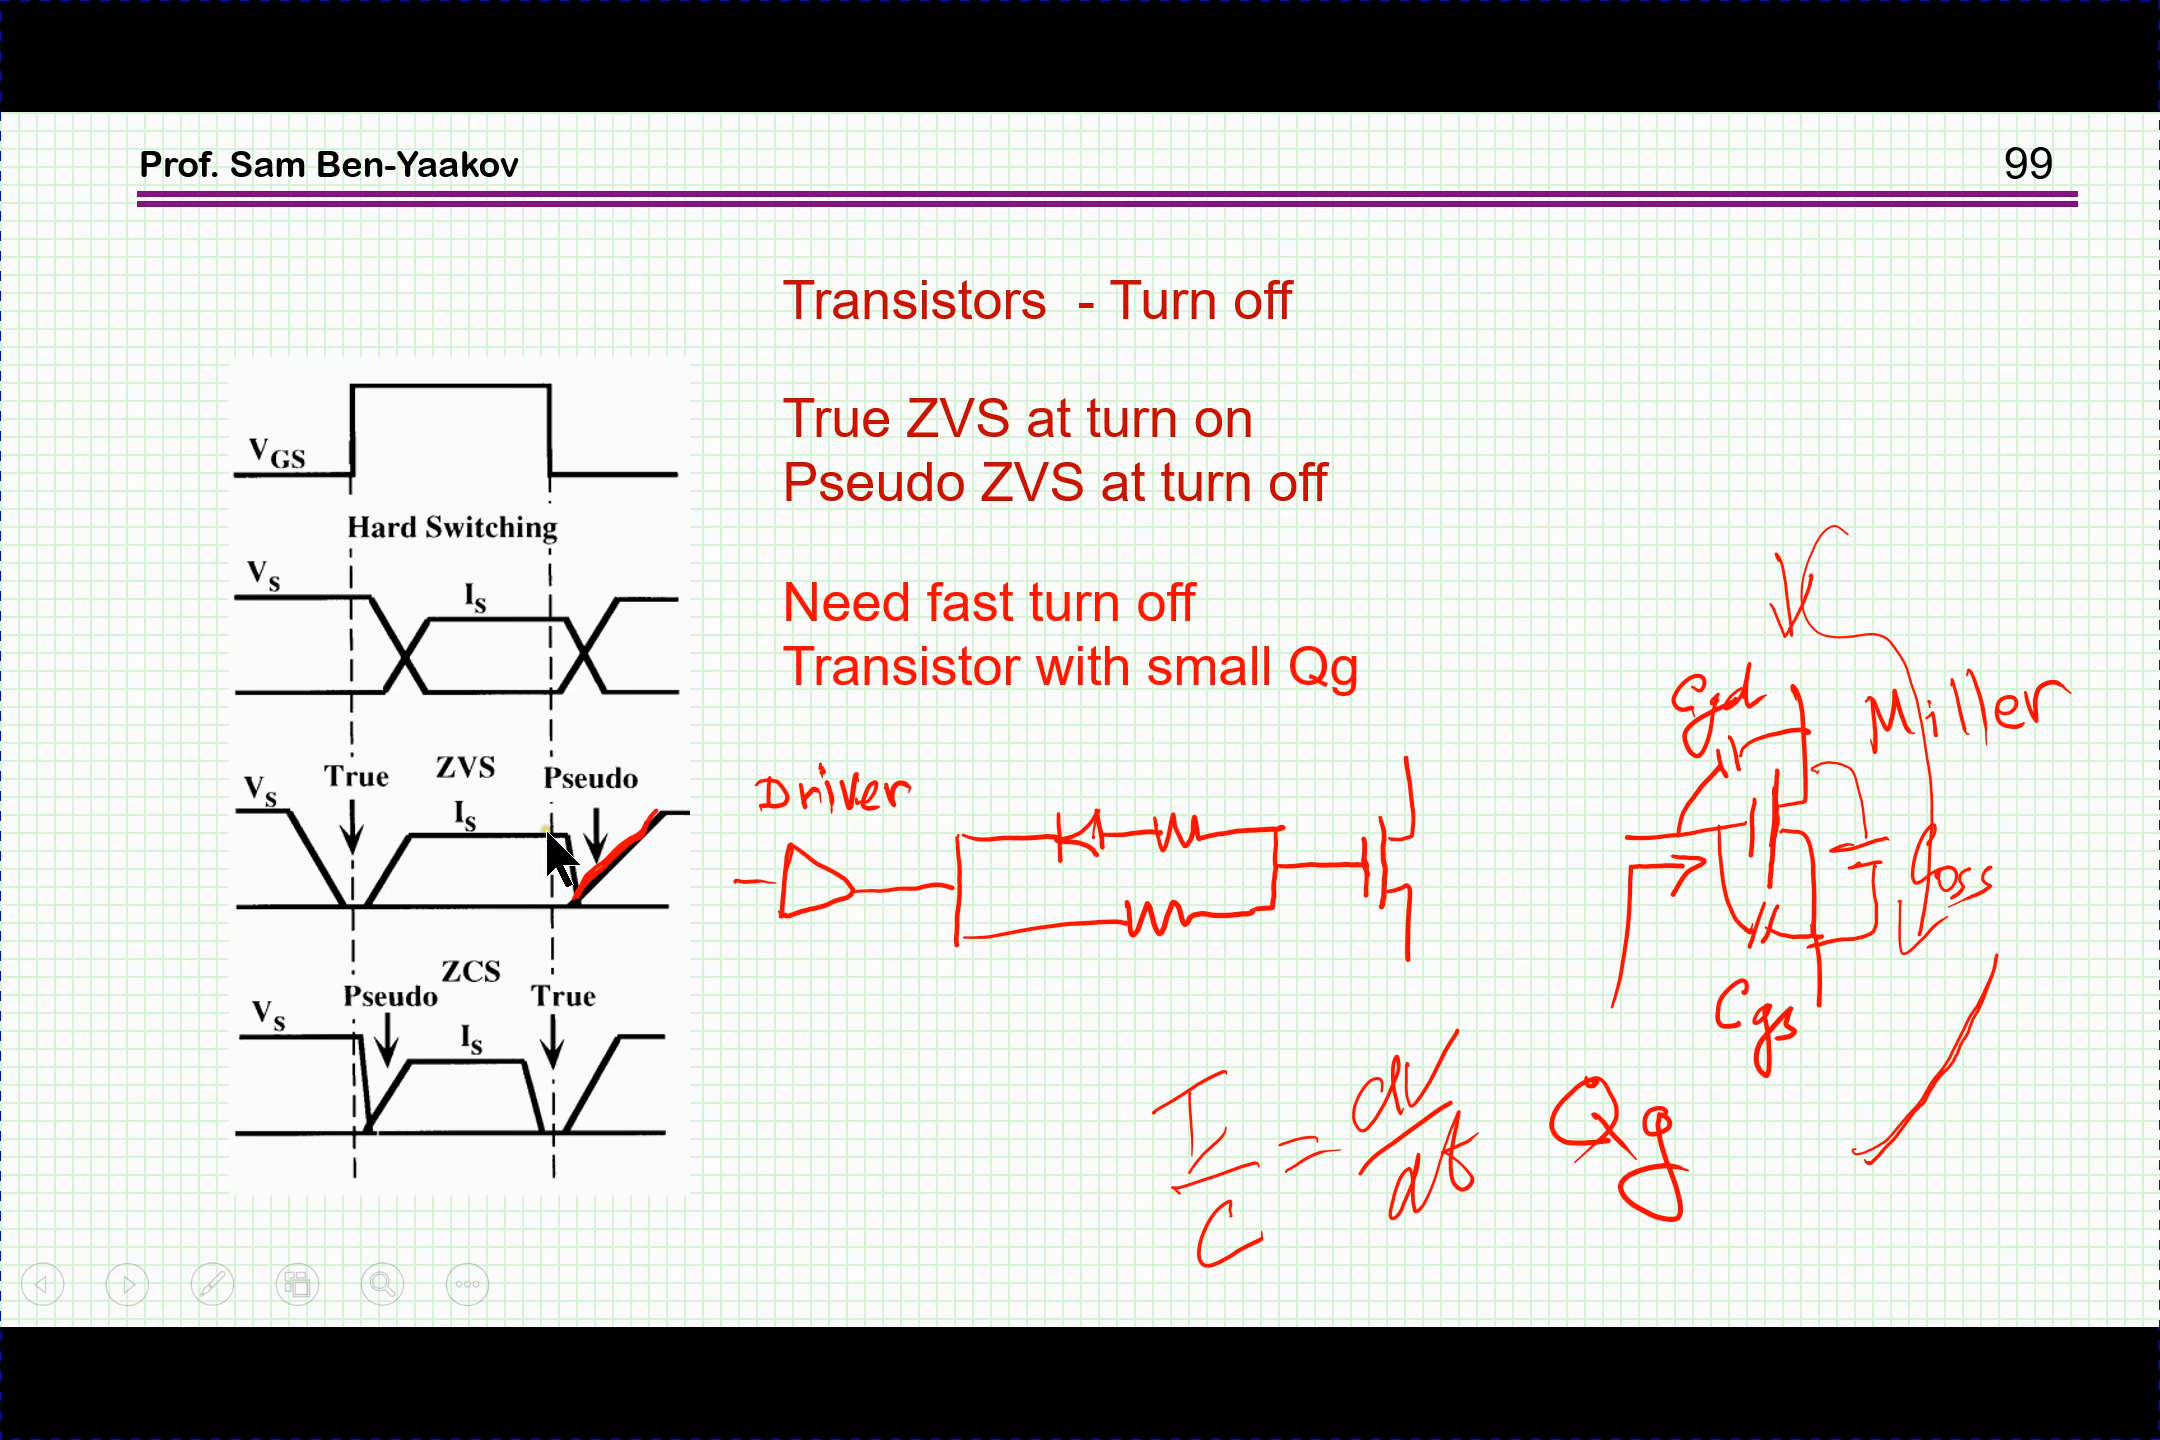 Prof. Sam Ben-Yaakov
99
Transistors - Turn off
True ZVS at turn on
Pseudo ZVS at turn off
Need fast turn off
Transistor with small Qg
VGS
Hard Switching
Vs
Is
True ZVS Pseudo
Vs
Is
ZCS
Pseudo True
Vs
Is
Driver
Cgd
Miller
Coss
Cgs
I/C = dV/dt
Qg